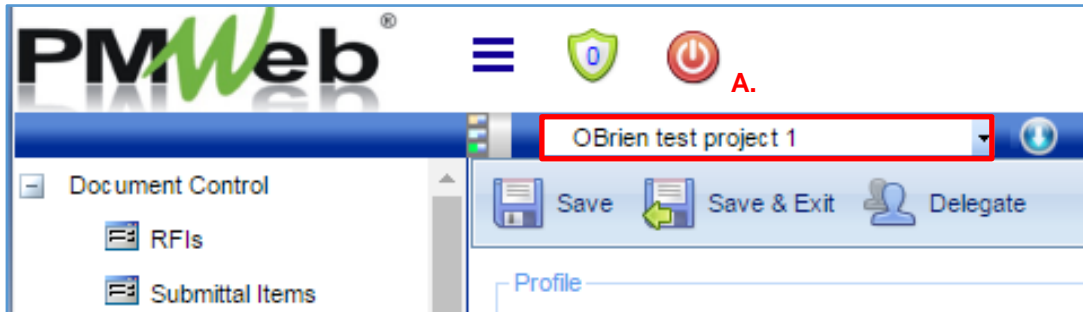 PMWeb®
0
A.
OBrien test project 1
Document Control
Save Save & Exit Delegate
RFIs
Submittal Items
Profile